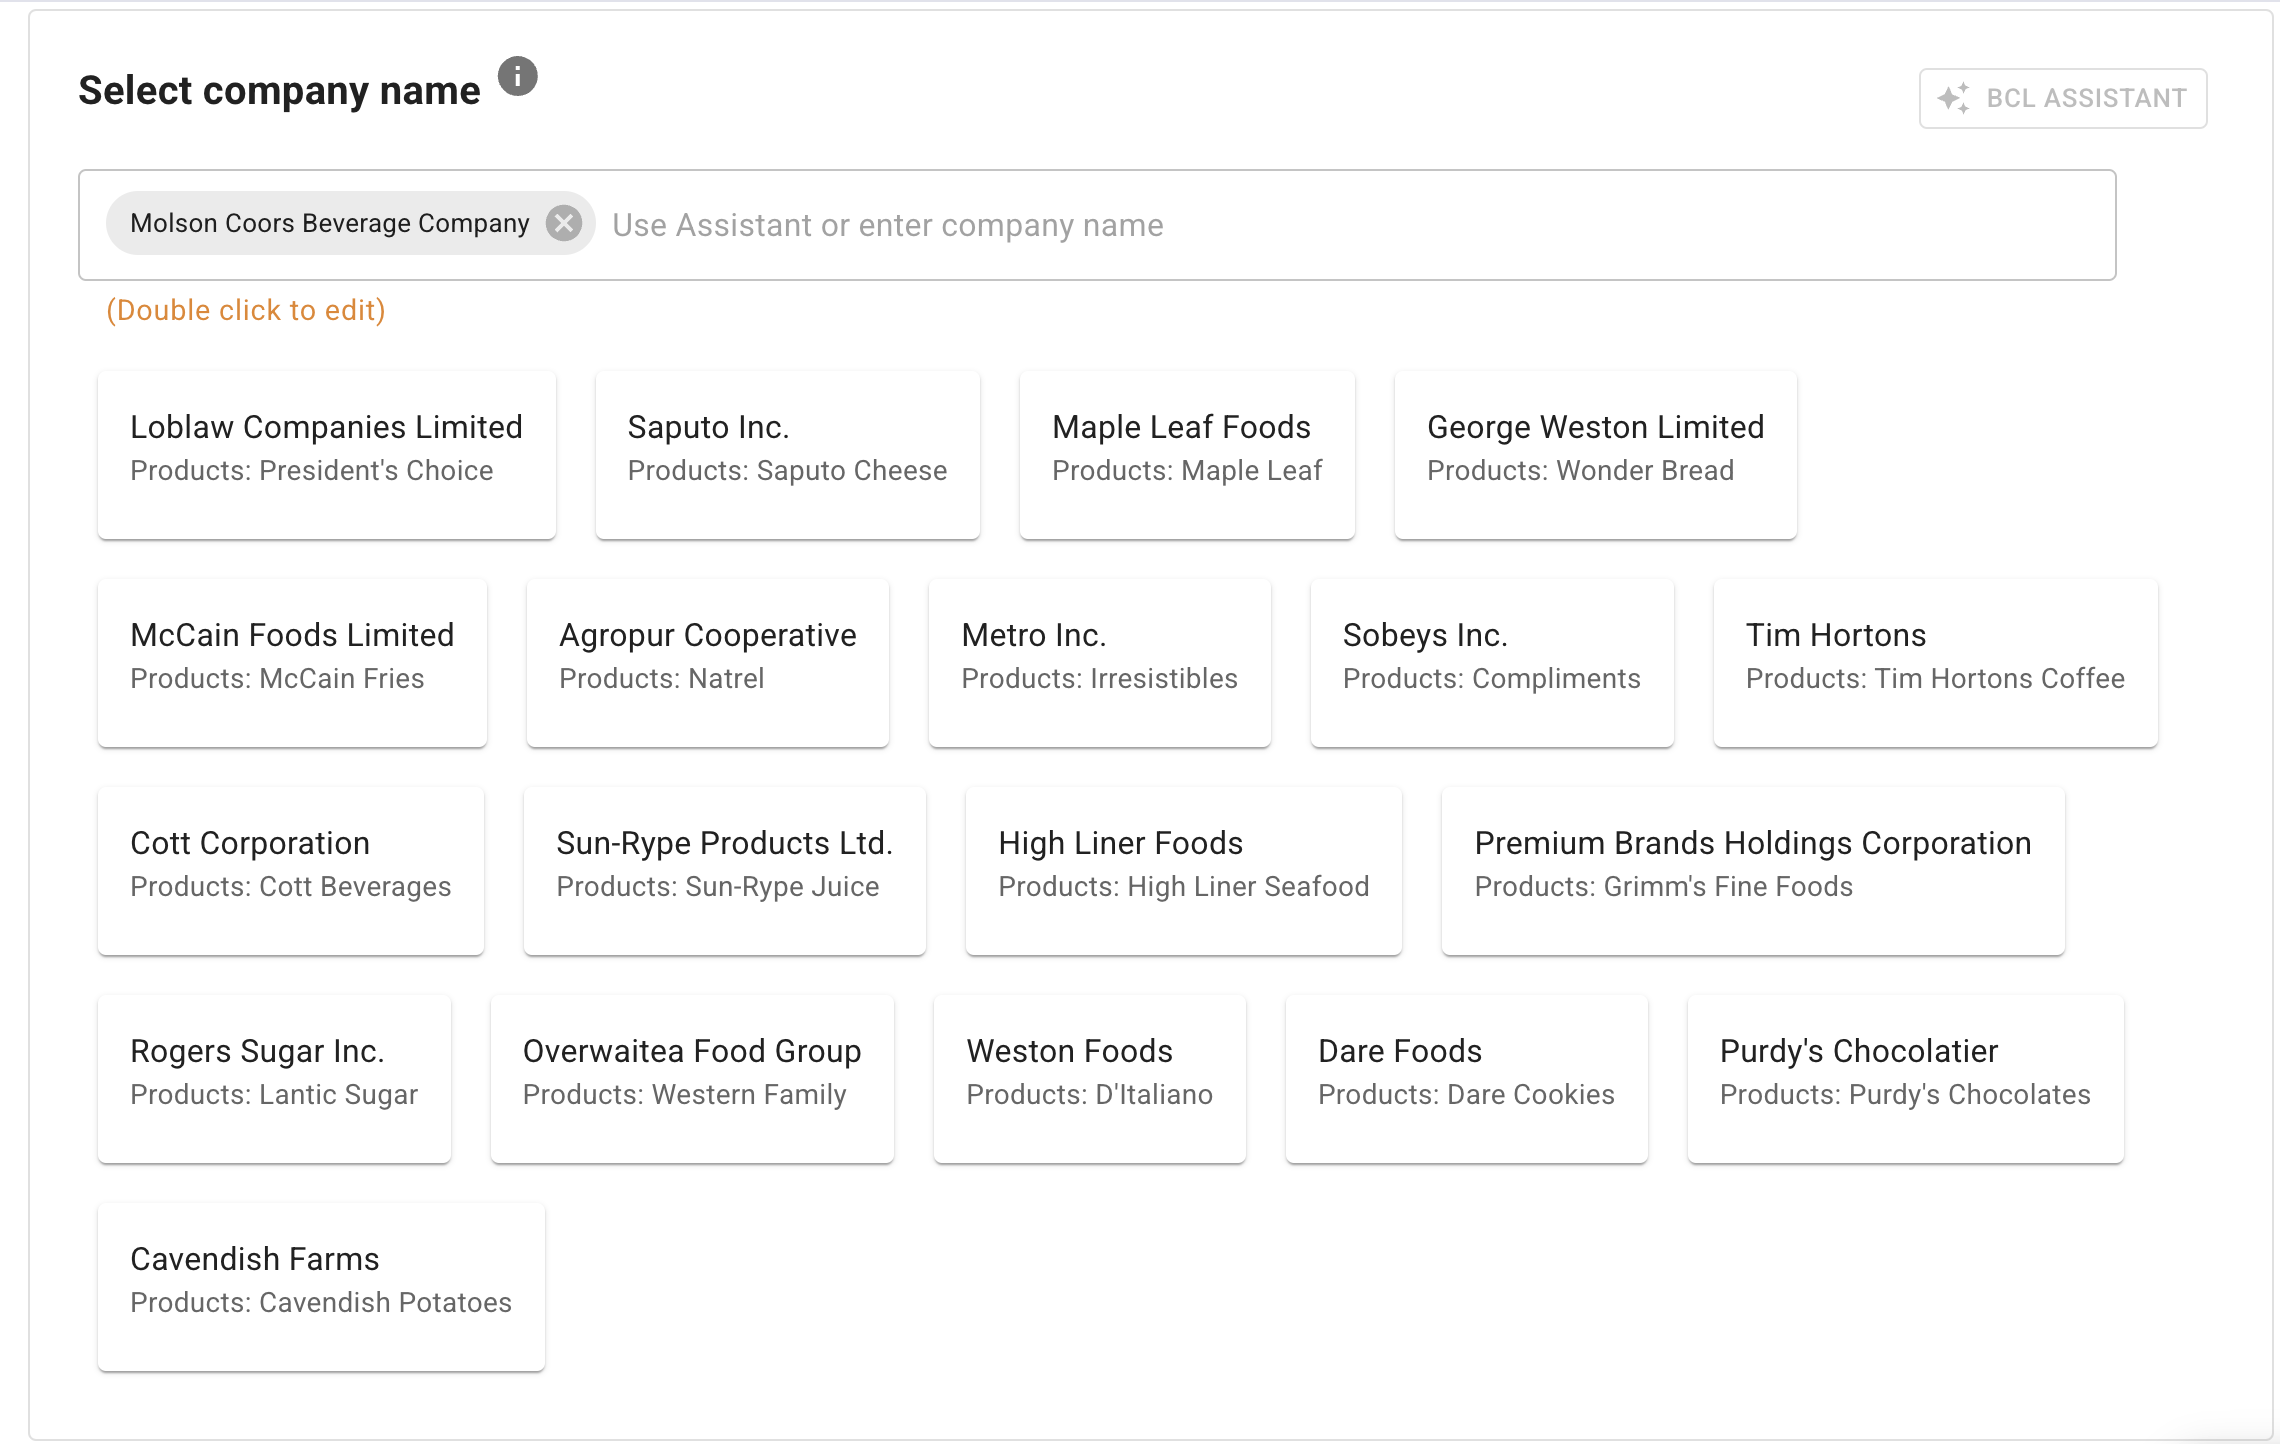 Select company name
BCL ASSISTANT
Molson Coors Beverage Company
Use Assistant or enter company name
(Double click to edit)
Loblaw Companies Limited
Products: President's Choice
Saputo Inc.
Products: Saputo Cheese
Maple Leaf Foods
Products: Maple Leaf
George Weston Limited
Products: Wonder Bread
McCain Foods Limited
Products: McCain Fries
Agropur Cooperative
Products: Natrel
Metro Inc.
Products: Irresistibles
Sobeys Inc.
Products: Compliments
Tim Hortons
Products: Tim Hortons Coffee
Cott Corporation
Products: Cott Beverages
Sun-Rype Products Ltd.
Products: Sun-Rype Juice
High Liner Foods
Products: High Liner Seafood
Premium Brands Holdings Corporation
Products: Grimm's Fine Foods
Rogers Sugar Inc.
Products: Lantic Sugar
Overwaitea Food Group
Products: Western Family
Weston Foods
Products: D'Italiano
Dare Foods
Products: Dare Cookies
Purdy's Chocolatier
Products: Purdy's Chocolates
Cavendish Farms
Products: Cavendish Potatoes